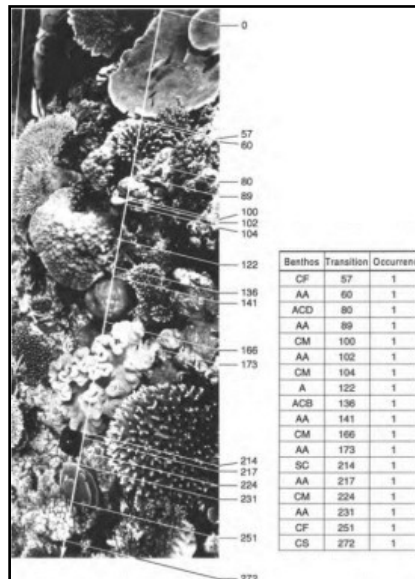 0
57
60
80
89
100
102
104
122
136
141
166
173
214
217
224
231
251
272
Benthos Transition Occurrenc
CF 57 1
AA 60 1
ACD 80 1
AA 89 1
CM 100 1
AA 102 1
CM 104 1
A 122 1
ACB 136 1
AA 141 1
CM 166 1
AA 173 1
SC 214 1
AA 217 1
CM 224 1
AA 231 1
CF 251 1
CS 272 1